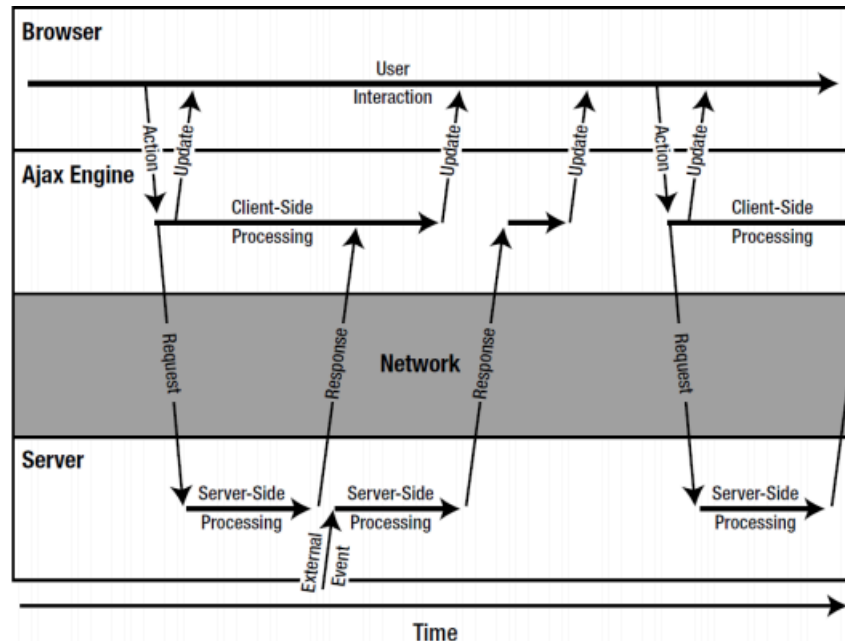 Browser
User
Interaction
Action
Update
Update
Update
Action
Update
Ajax Engine
Client-Side
Processing
Client-Side
Processing
Request
Response
Network
Response
Request
Server
Server-Side
Processing
Server-Side
Processing
Server-Side
Processing
External
Event
Time